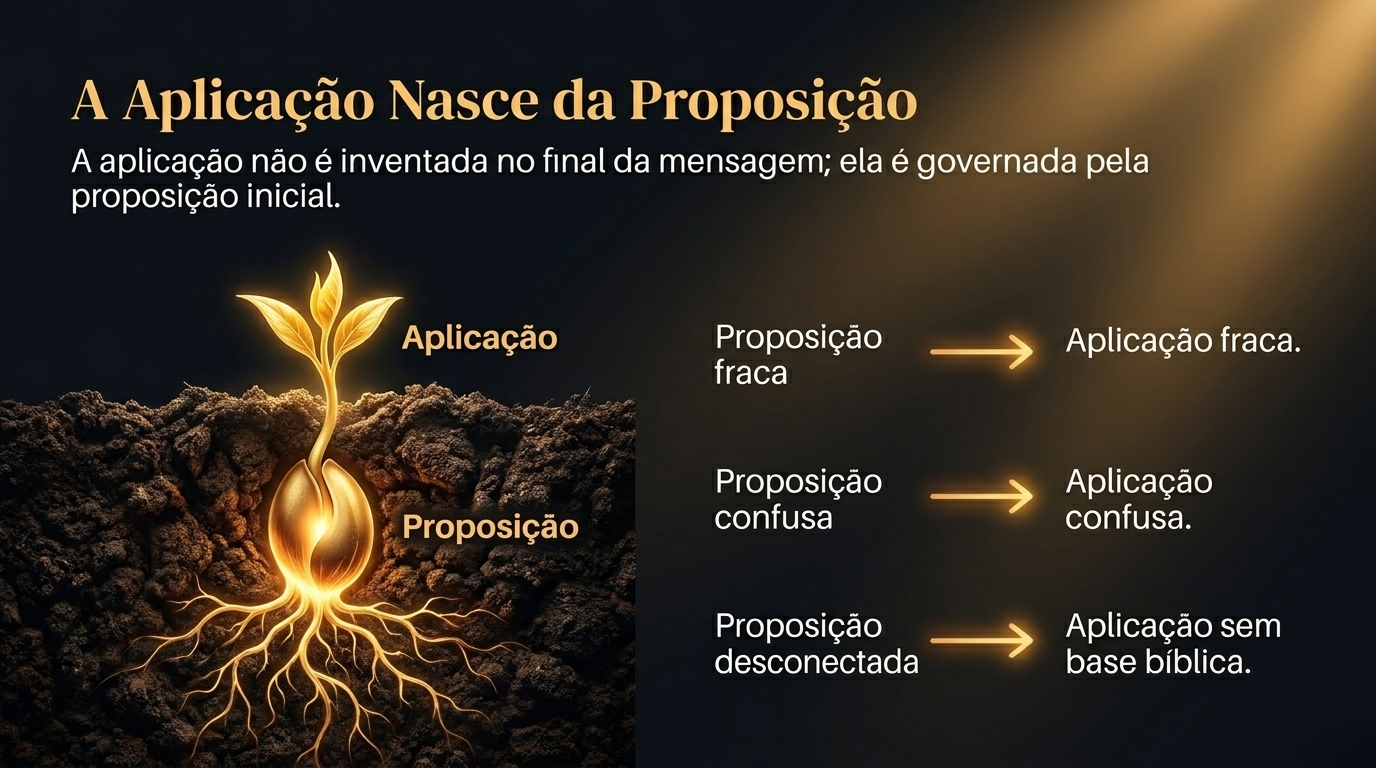 A Aplicação Nasce da Proposição
A aplicação não é inventada no final da mensagem; ela é governada pela
proposição inicial.
Aplicação
Proposição
Proposição
fraca
Aplicação fraca.
Proposição
confusa
Aplicação
confusa.
Proposição
desconectada
Aplicação sem
base bíblica.